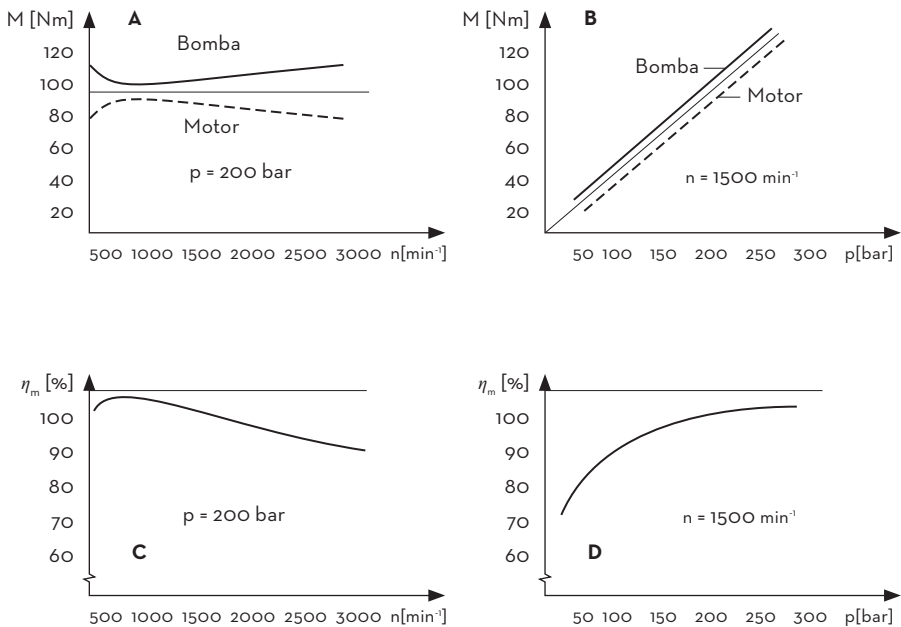 M [Nm]
A
Bomba
120
100
80
60
40
20
Motor
p = 200 bar
500 1000 1500 2000 2500 3000 n[min⁻¹]
M [Nm]
B
120
100
80
60
40
20
Bomba
Motor
n = 1500 min⁻¹
50 100 150 200 250 300 p[bar]
ηₘ [%]
100
90
80
70
60
p = 200 bar
C
500 1000 1500 2000 2500 3000 n[min⁻¹]
ηₘ [%]
100
90
80
70
60
n = 1500 min⁻¹
D
50 100 150 200 250 300 p[bar]